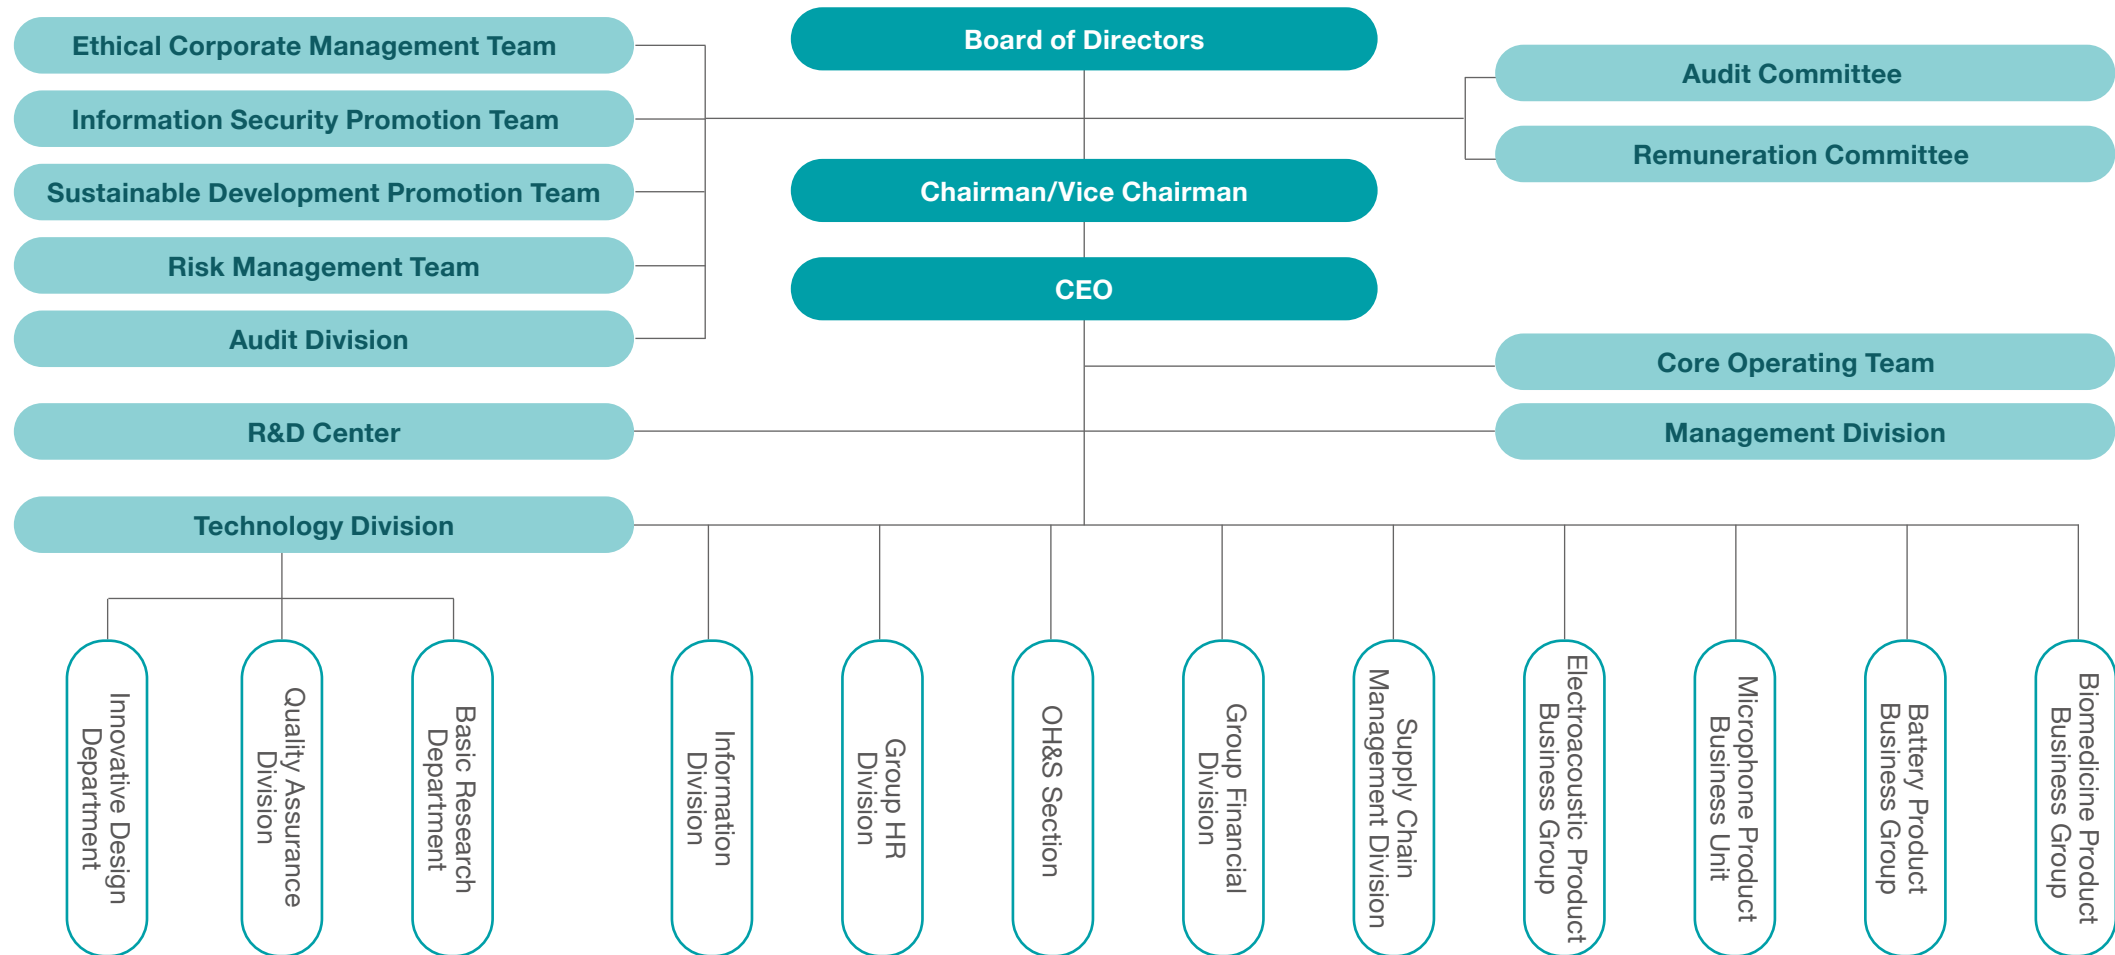 Board of Directors
Ethical Corporate Management Team
Information Security Promotion Team
Sustainable Development Promotion Team
Risk Management Team
Audit Division
Audit Committee
Remuneration Committee
Chairman/Vice Chairman
CEO
Core Operating Team
R&D Center
Management Division
Technology Division
Innovative Design
Department
Quality Assurance
Division
Basic Research
Department
Information
Division
Group HR
Division
OH&S Section
Group Financial
Division
Supply Chain
Management Division
Electroacoustic Product
Business Group
Microphone Product
Business Unit
Battery Product
Business Group
Biomedicine Product
Business Group